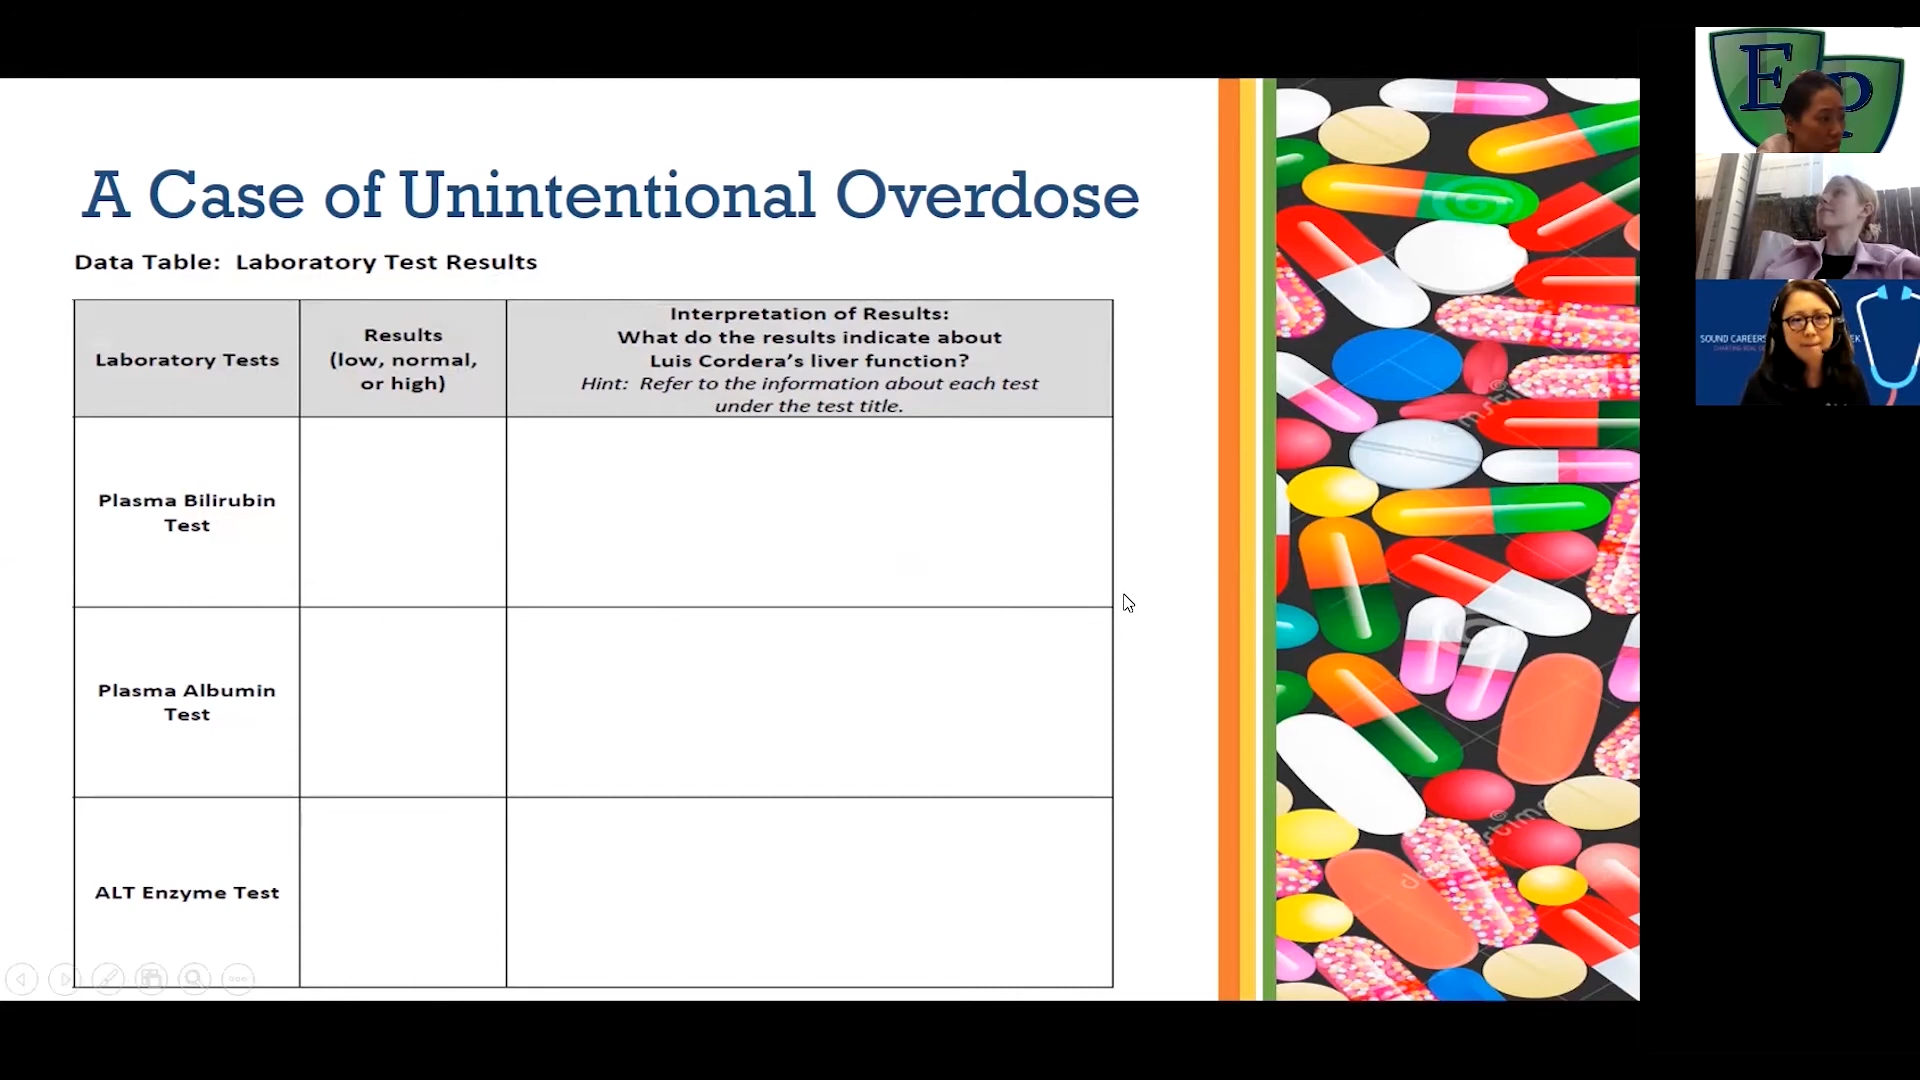 A Case of Unintentional Overdose
Data Table: Laboratory Test Results
Laboratory Tests
Results
(low, normal,
or high)
Interpretation of Results:
What do the results indicate about
Luis Cordera's liver function?
Hint: Refer to the information about each test
under the test title.
Plasma Bilirubin
Test
Plasma Albumin
Test
ALT Enzyme Test
Ep
SOUND CAREERS